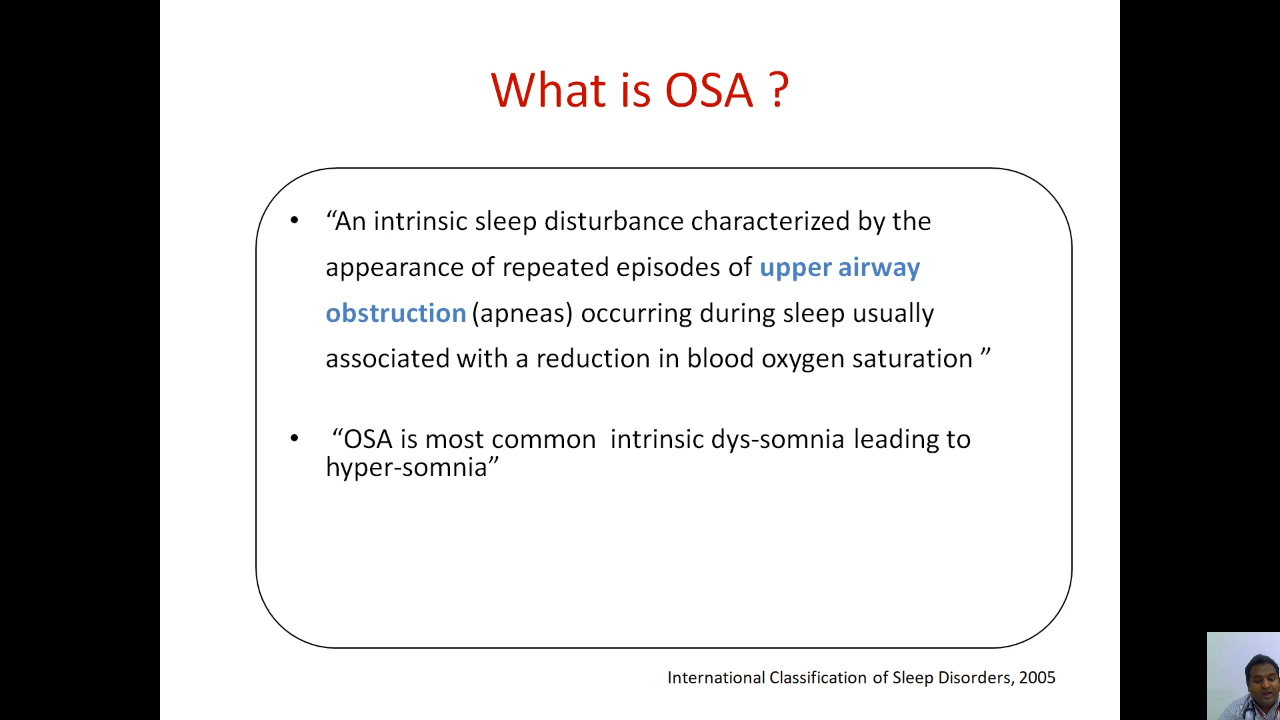 What is OSA ?
• “An intrinsic sleep disturbance characterized by the
appearance of repeated episodes of upper airway
obstruction (apneas) occurring during sleep usually
associated with a reduction in blood oxygen saturation ”
• “OSA is most common intrinsic dys-somnia leading to
hyper-somnia”
International Classification of Sleep Disorders, 2005